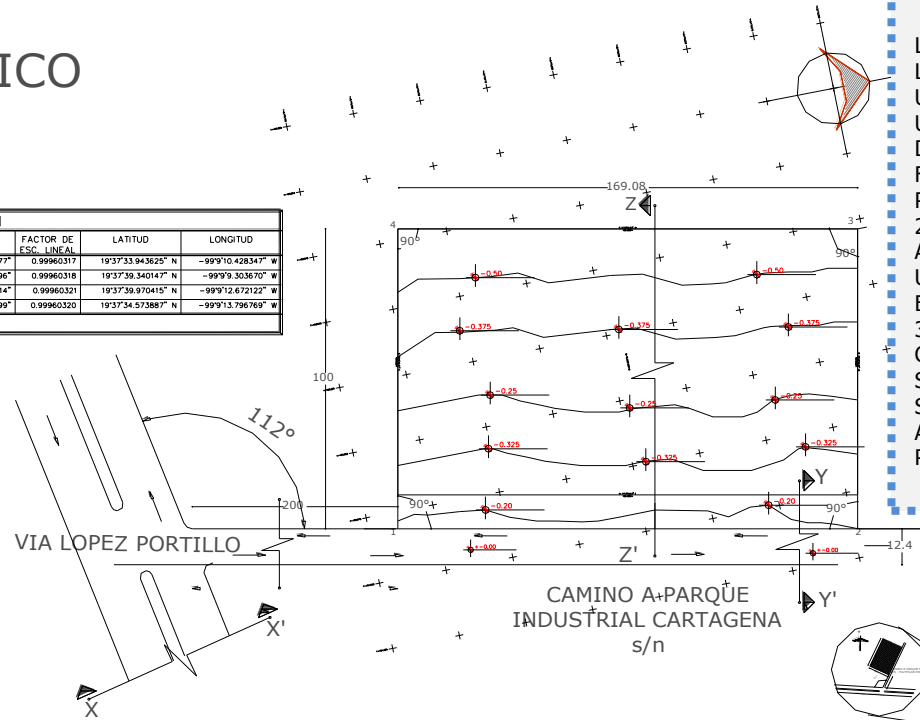 ICO
169.08
Z
4
3
90°
90°
FACTOR DE ESC. LINEAL
LATITUD
LONGITUD
77"
0.99960317
19°37'33.943625" N
-99°9'10.428347" W
96"
0.99960318
19°37'39.340147" N
-99°9'9.303670" W
14"
0.99960321
19°37'39.970415" N
-99°9'12.672122" W
99"
0.99960320
19°37'34.573887" N
-99°9'13.796769" W
-0.50
-0.50
-0.375
-0.375
-0.375
100
-0.25
-0.25
-0.25
112°
-0.325
-0.325
-0.325
Y
200
90°
-0.20
-0.20
90°
1
2
VIA LOPEZ PORTILLO
+-0.00
Z'
+-0.00
12.4
CAMINO A PARQUE
INDUSTRIAL CARTAGENA
s/n
Y'
X'
X